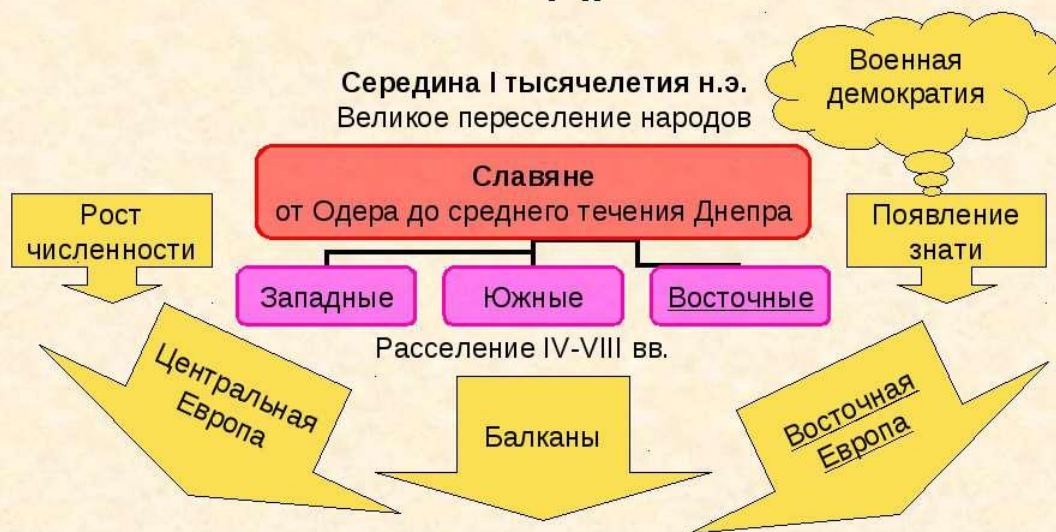 Середина I тысячелетия н.э.
Великое переселение народов
Военная
демократия
Славяне
от Одера до среднего течения Днепра
Рост
численности
Появление
знати
Западные
Южные
Восточные
Расселение IV-VIII вв.
Центральная
Европа
Балканы
Восточная
Европа